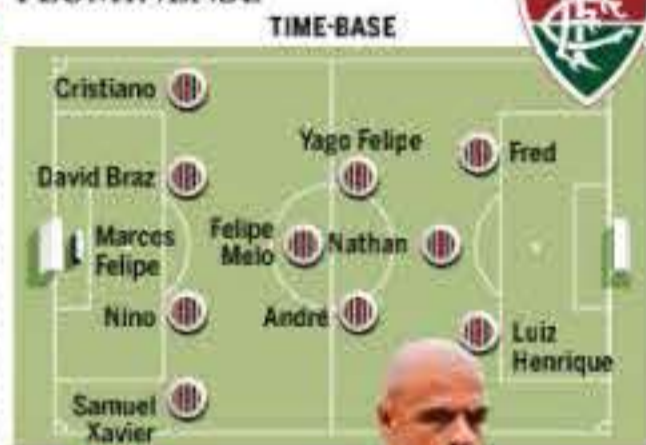 TIME-BASE
Cristiano
David Braz
Marcos
Felipe
Nino
Samuel
Xavier
Felipe
Melo
Yago Felipe
Nathan
André
Fred
Luiz
Henrique